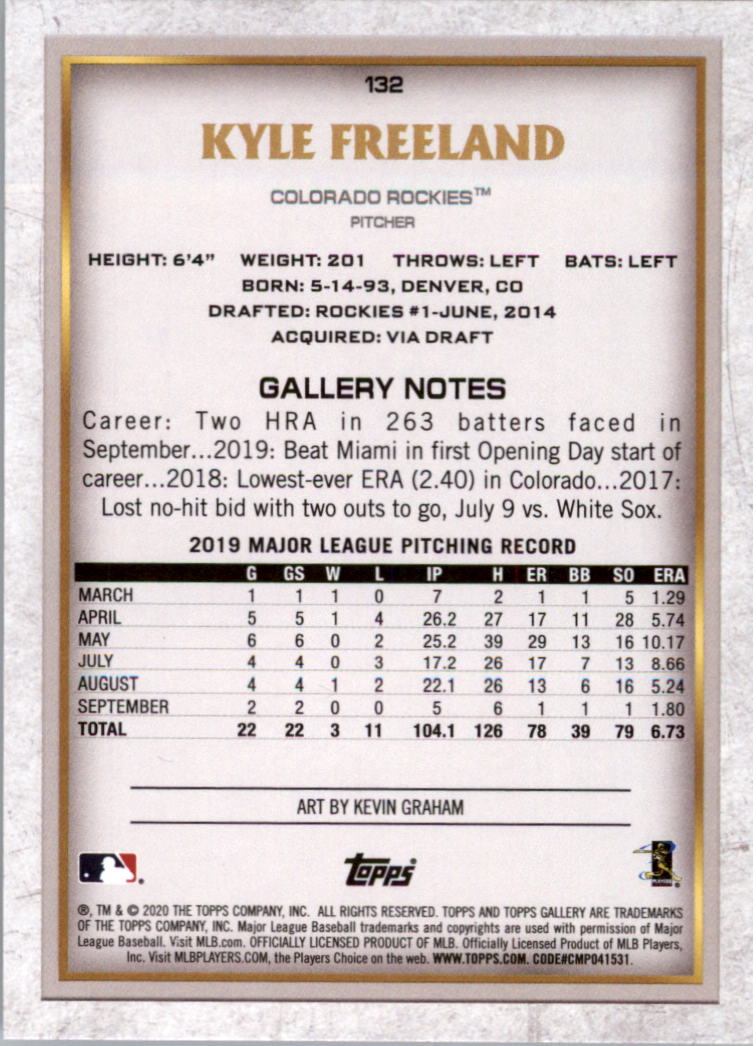 132
KYLE FREELAND
COLORADO ROCKIES™
PITCHER
HEIGHT: 6'4" WEIGHT: 201 THROWS: LEFT BATS: LEFT
BORN: 5-14-93, DENVER, CO
DRAFTED: ROCKIES #1-JUNE, 2014
ACQUIRED: VIA DRAFT
GALLERY NOTES
Career: Two HRA in 263 batters faced in
September...2019: Beat Miami in first Opening Day start of
career...2018: Lowest-ever ERA (2.40) in Colorado...2017:
Lost no-hit bid with two outs to go, July 9 vs. White Sox.
2019 MAJOR LEAGUE PITCHING RECORD
G GS W L IP H ER BB SO ERA
MARCH 1 1 1 0 7 2 1 1 5 1.29
APRIL 5 5 1 4 26.2 27 17 11 28 5.74
MAY 6 6 0 2 25.2 39 29 13 16 10.17
JULY 4 4 0 3 17.2 26 17 7 13 8.66
AUGUST 4 4 1 2 22.1 26 13 6 16 5.24
SEPTEMBER 2 2 0 0 5 6 1 1 1 1.80
TOTAL 22 22 3 11 104.1 126 78 39 79 6.73
ART BY KEVIN GRAHAM
topps
®, TM & © 2020 THE TOPPS COMPANY, INC. ALL RIGHTS RESERVED. TOPPS AND TOPPS GALLERY ARE TRADEMARKS
OF THE TOPPS COMPANY, INC. Major League Baseball trademarks and copyrights are used with permission of Major
League Baseball. Visit MLB.com. OFFICIALLY LICENSED PRODUCT OF MLB. Officially Licensed Product of MLB Players,
Inc. Visit MLBPLAYERS.COM, the Players Choice on the web. WWW.TOPPS.COM. CODE#CMP041531.